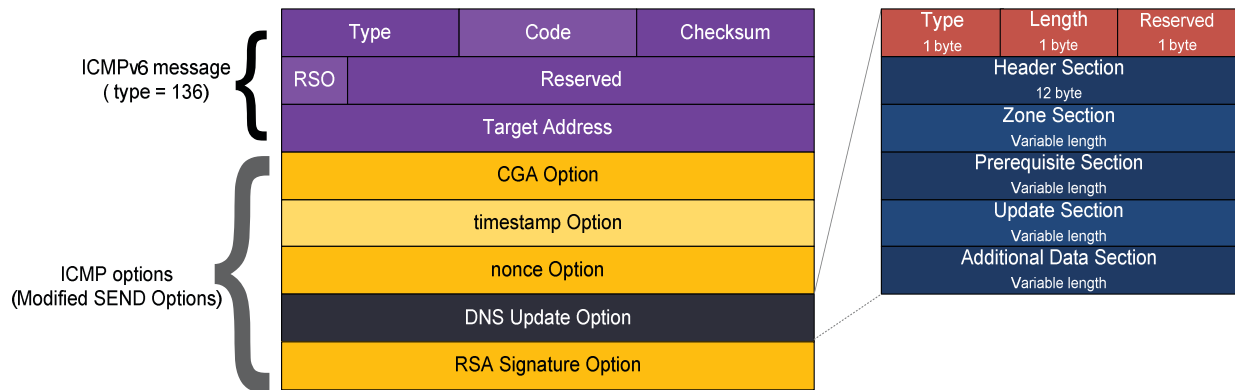 Type Code Checksum
ICMPv6 message
( type = 136)
RSO Reserved
Target Address
CGA Option
timestamp Option
nonce Option
ICMP options
(Modified SEND Options)
DNS Update Option
RSA Signature Option
Type Length Reserved
1 byte 1 byte 1 byte
Header Section
12 byte
Zone Section
Variable length
Prerequisite Section
Variable length
Update Section
Variable length
Additional Data Section
Variable length